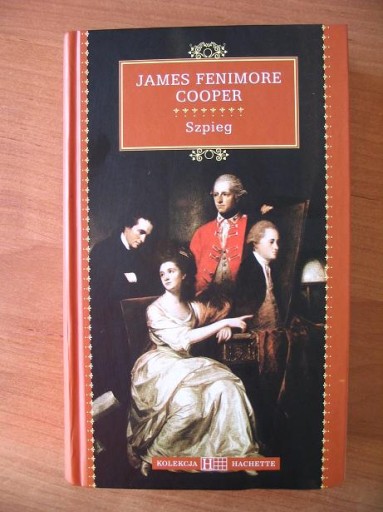 JAMES FENIMORE
COOPER
Szpieg
KOLEKCJA H HACHETTE